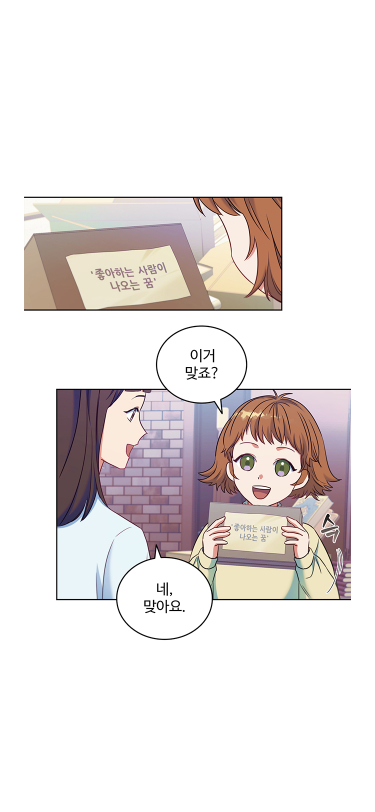 '좋아하는 사람이
나오는 꿈'
이거
맞죠?
'좋아하는 사람이
나오는 꿈'
네,
맞아요.